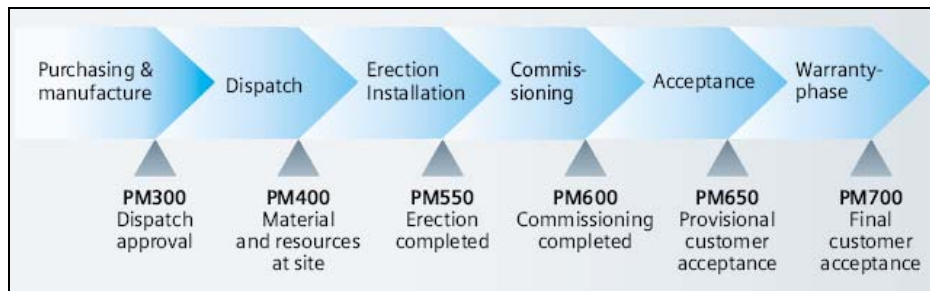 Purchasing &
manufacture
Dispatch
Erection
Installation
Commis-
sioning
Acceptance
Warranty-
phase
PM300
Dispatch
approval
PM400
Material
and resources
at site
PM550
Erection
completed
PM600
Commissioning
completed
PM650
Provisional
customer
acceptance
PM700
Final
customer
acceptance